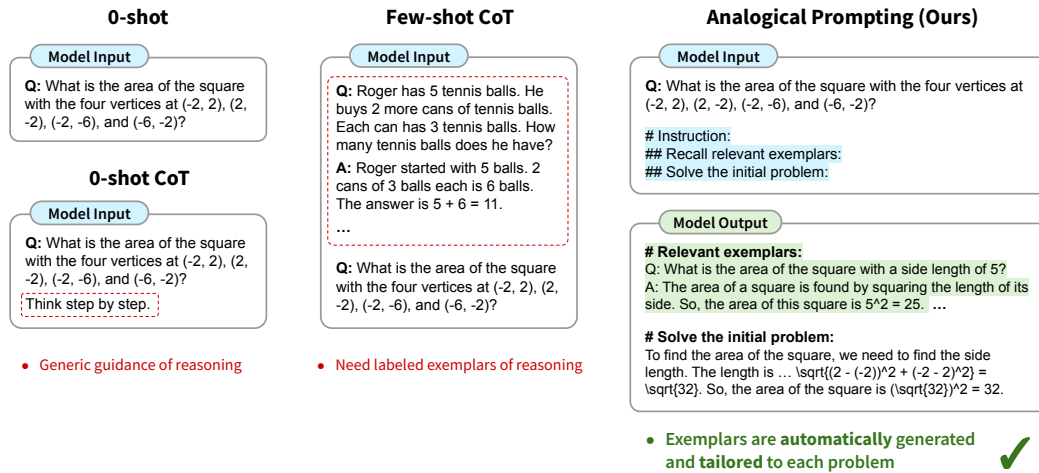 0-shot
Model Input
Q: What is the area of the square
with the four vertices at (-2, 2), (2,
-2), (-2, -6), and (-6, -2)?
0-shot CoT
Model Input
Q: What is the area of the square
with the four vertices at (-2, 2), (2,
-2), (-2, -6), and (-6, -2)?
Think step by step.
• Generic guidance of reasoning
Few-shot CoT
Model Input
Q: Roger has 5 tennis balls. He
buys 2 more cans of tennis balls.
Each can has 3 tennis balls. How
many tennis balls does he have?
A: Roger started with 5 balls. 2
cans of 3 balls each is 6 balls.
The answer is 5 + 6 = 11.
...
Q: What is the area of the square
with the four vertices at (-2, 2), (2,
-2), (-2, -6), and (-6, -2)?
• Need labeled exemplars of reasoning
Analogical Prompting (Ours)
Model Input
Q: What is the area of the square with the four vertices at
(-2, 2), (2, -2), (-2, -6), and (-6, -2)?
# Instruction:
## Recall relevant exemplars:
## Solve the initial problem:
Model Output
# Relevant exemplars:
Q: What is the area of the square with a side length of 5?
A: The area of a square is found by squaring the length of its
side. So, the area of this square is 5^2 = 25. ...
# Solve the initial problem:
To find the area of the square, we need to find the side
length. The length is … \sqrt{(2 - (-2))^2 + (-2 - 2)^2} =
\sqrt{32}. So, the area of the square is (\sqrt{32})^2 = 32.
• Exemplars are automatically generated
and tailored to each problem